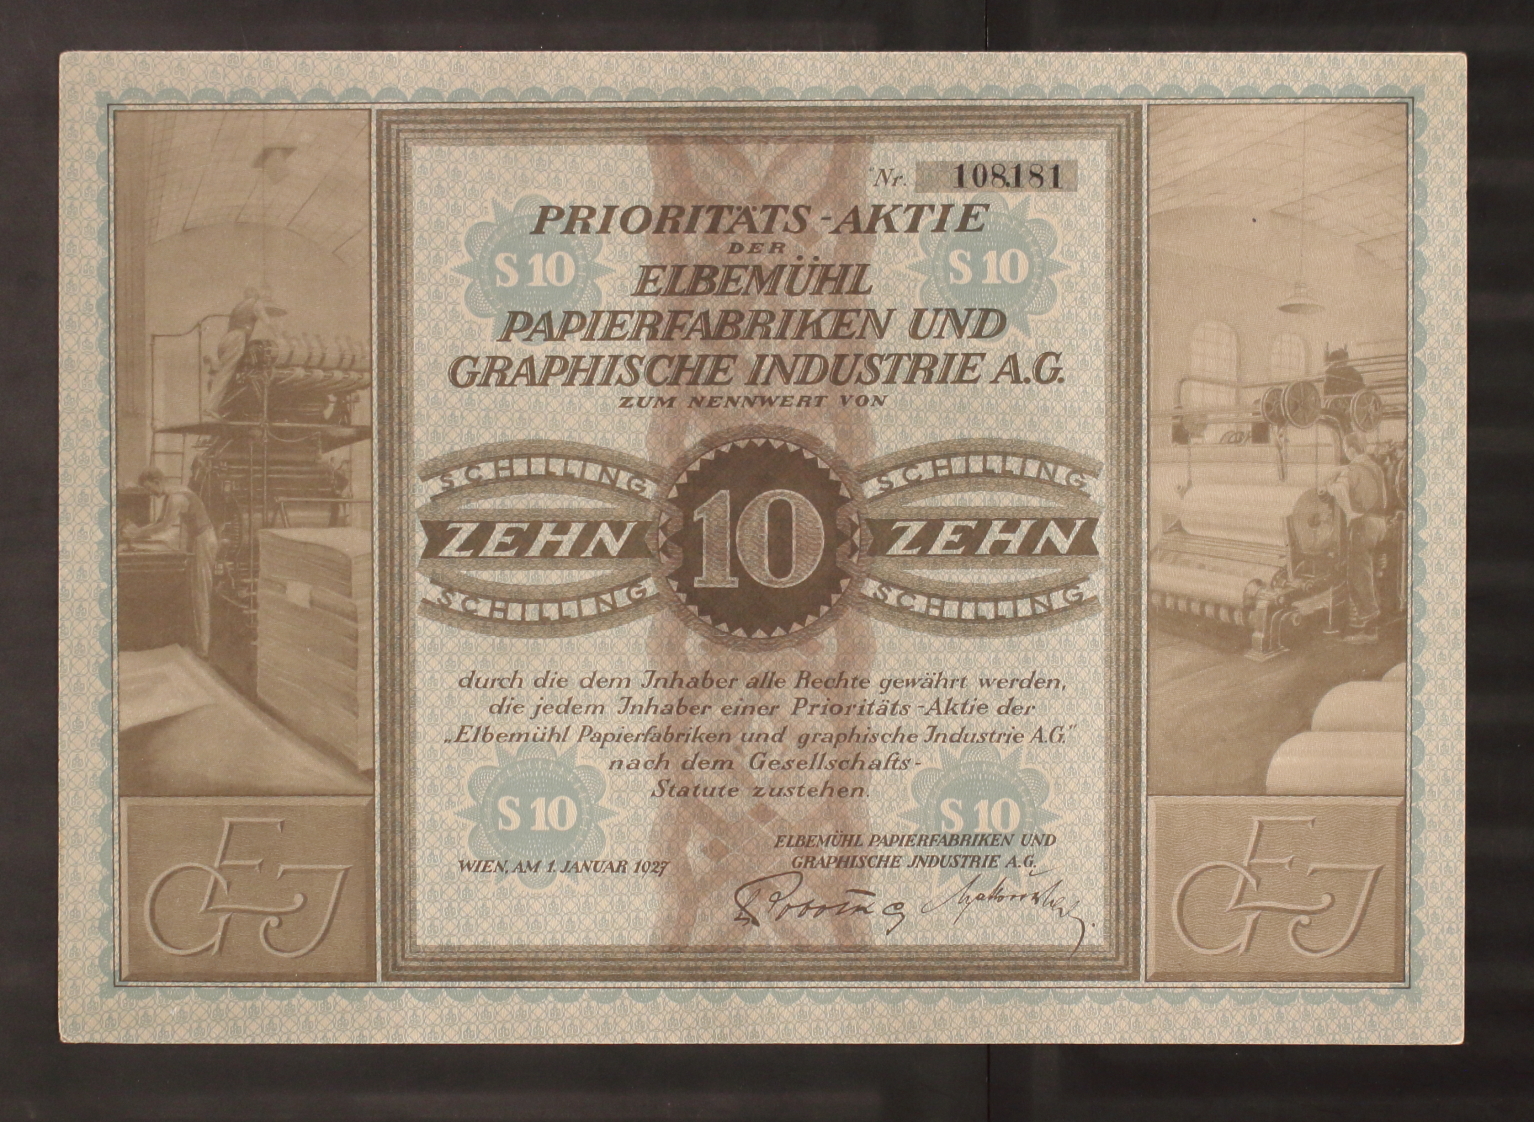 Nr. 108181
PRIORITÄTS-AKTIE
DER
S 10 ELBEMÜHL S 10
PAPIERFABRIKEN UND
GRAPHISCHE INDUSTRIE A.G.
ZUM NENNWERT VON
SCHILLING SCHILLING
ZEHN 10 ZEHN
SCHILLING SCHILLING
durch die dem Inhaber alle Rechte gewährt werden,
die jedem Inhaber einer Prioritäts-Aktie der
„Elbemühl Papierfabriken und graphische Industrie A.G."
nach dem Gesellschafts-
Statute zustehen.
S 10 S 10
ELBEMÜHL PAPIERFABRIKEN UND
WIEN, AM 1. JANUAR 1927 GRAPHISCHE INDUSTRIE A.G.
EGJ EGJ